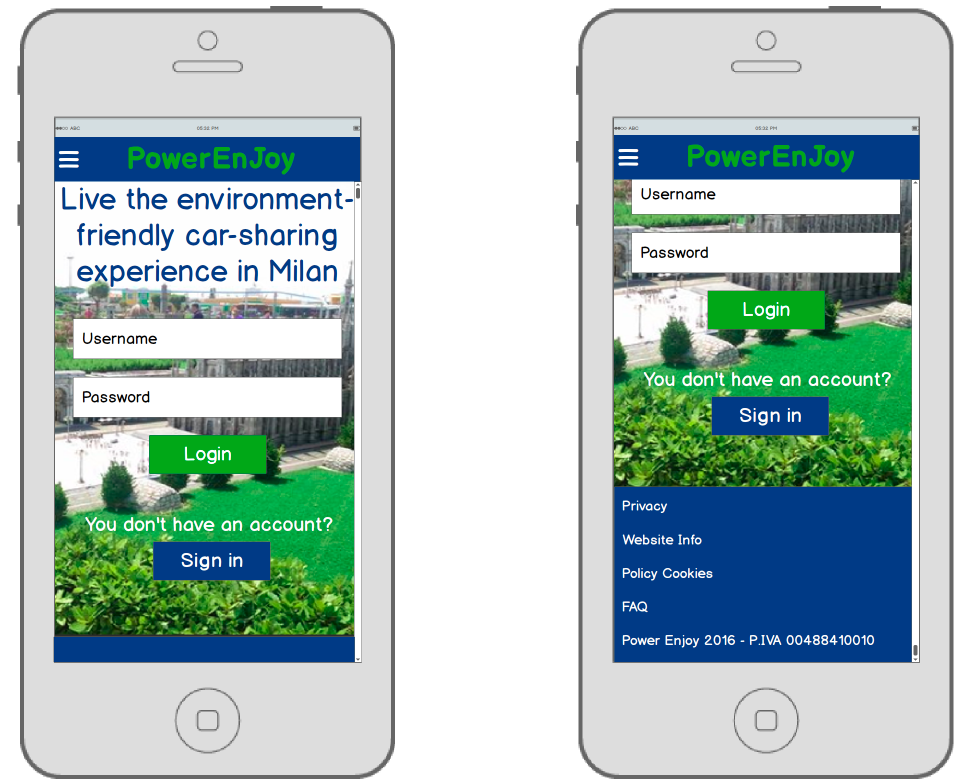 ABC 05:32 PM
PowerEnJoy
Live the environment-
friendly car-sharing
experience in Milan
Username
Password
Login
You don't have an account?
Sign in
ABC 05:32 PM
PowerEnJoy
Username
Password
Login
You don't have an account?
Sign in
Privacy
Website Info
Policy Cookies
FAQ
Power Enjoy 2016 - P.IVA 00488410010